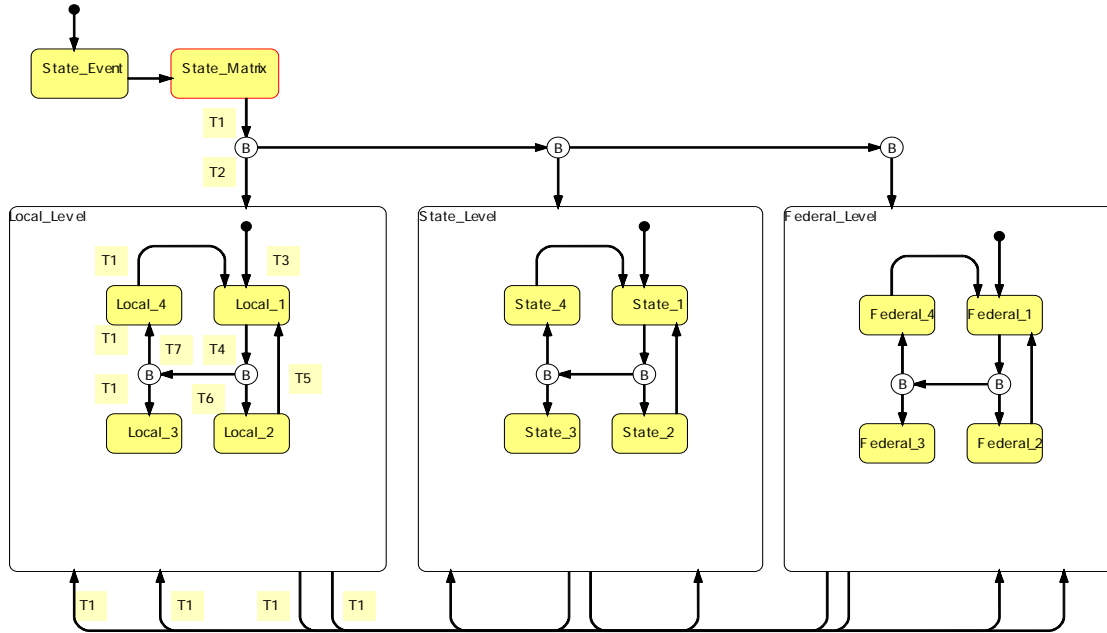 State_Event
State_Matrix
T1
B
B
B
T2
Local_Level
State_Level
Federal_Level
T1
T3
Local_4
Local_1
State_4
State_1
Federal_4
Federal_1
T1
T7
T4
B
B
B
B
B
B
T1
T6
T5
Local_3
Local_2
State_3
State_2
Federal_3
Federal_2
T1
T1
T1
T1